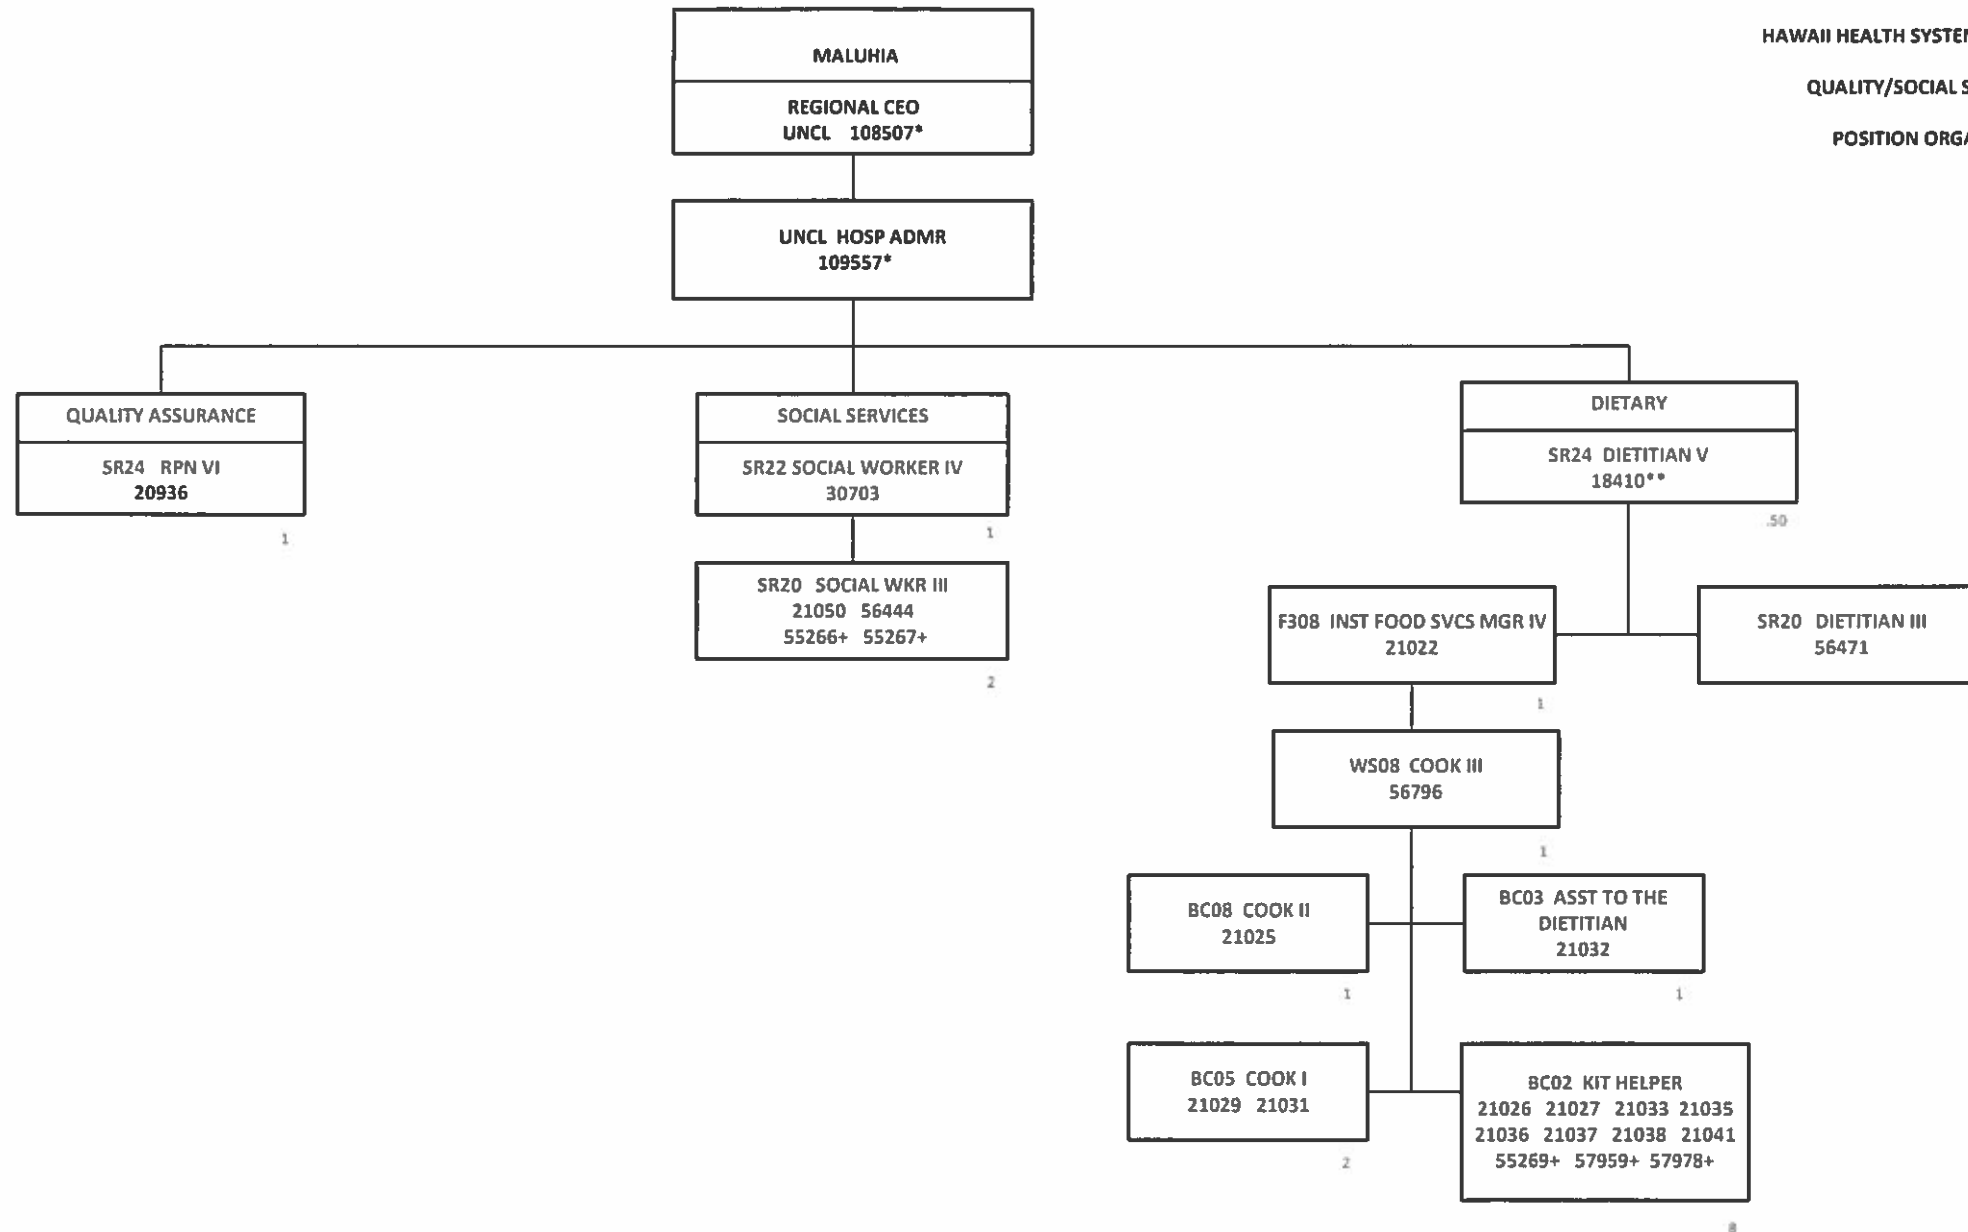 MALUHIA
REGIONAL CEO
UNCL 108507*
HAWAII HEALTH SYSTE
QUALITY/SOCIAL S
POSITION ORGA
UNCL HOSP ADMR
109557*
QUALITY ASSURANCE
SR24 RPN VI
20936
1
SOCIAL SERVICES
SR22 SOCIAL WORKER IV
30703
1
SR20 SOCIAL WKR III
21050 56444
55266+ 55267+
2
DIETARY
SR24 DIETITIAN V
18410**
.50
F308 INST FOOD SVCS MGR IV
21022
1
SR20 DIETITIAN III
56471
WS08 COOK III
56796
1
BC08 COOK II
21025
1
BC03 ASST TO THE
DIETITIAN
21032
1
BC05 COOK I
21029 21031
2
BC02 KIT HELPER
21026 21027 21033 21035
21036 21037 21038 21041
55269+ 57959+ 57978+
8